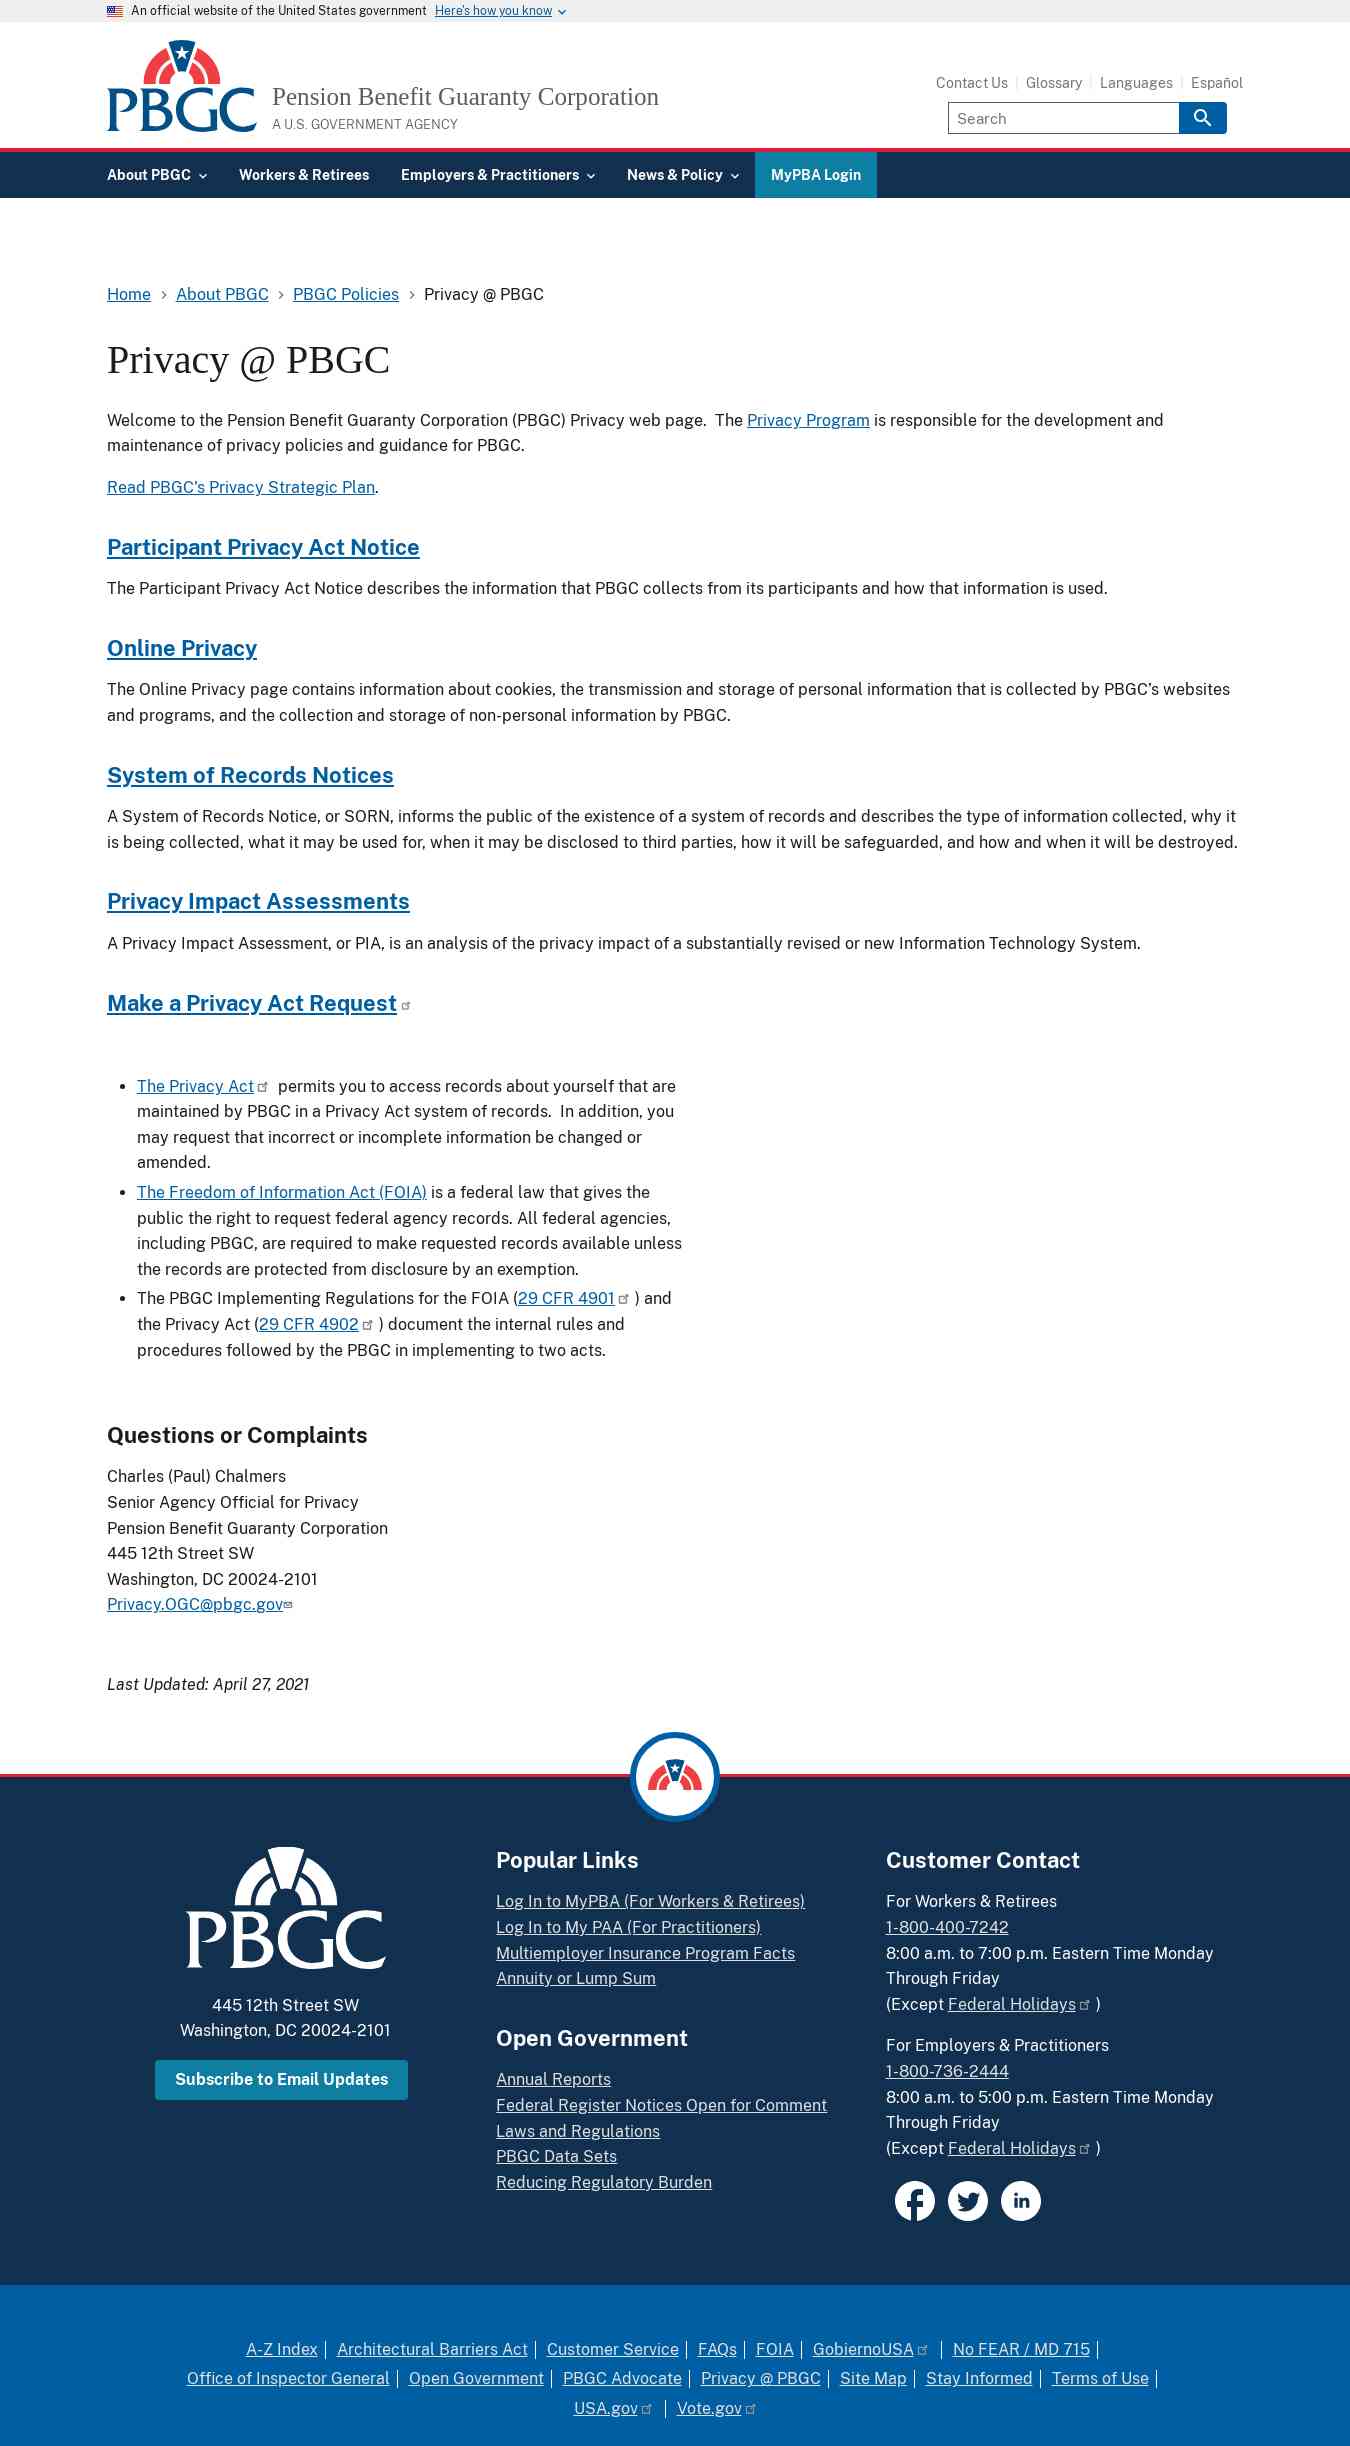 An official website of the United States government Here's how you know
PBGC
Pension Benefit Guaranty Corporation
A U.S. GOVERNMENT AGENCY
Contact Us Glossary Languages Español
Search
About PBGC Workers & Retirees Employers & Practitioners News & Policy MyPBA Login
Home > About PBGC > PBGC Policies > Privacy @ PBGC
Privacy @ PBGC
Welcome to the Pension Benefit Guaranty Corporation (PBGC) Privacy web page. The Privacy Program is responsible for the development and
maintenance of privacy policies and guidance for PBGC.
Read PBGC's Privacy Strategic Plan.
Participant Privacy Act Notice
The Participant Privacy Act Notice describes the information that PBGC collects from its participants and how that information is used.
Online Privacy
The Online Privacy page contains information about cookies, the transmission and storage of personal information that is collected by PBGC's websites
and programs, and the collection and storage of non-personal information by PBGC.
System of Records Notices
A System of Records Notice, or SORN, informs the public of the existence of a system of records and describes the type of information collected, why it
is being collected, what it may be used for, when it may be disclosed to third parties, how it will be safeguarded, and how and when it will be destroyed.
Privacy Impact Assessments
A Privacy Impact Assessment, or PIA, is an analysis of the privacy impact of a substantially revised or new Information Technology System.
Make a Privacy Act Request
• The Privacy Act permits you to access records about yourself that are
maintained by PBGC in a Privacy Act system of records. In addition, you
may request that incorrect or incomplete information be changed or
amended.
• The Freedom of Information Act (FOIA) is a federal law that gives the
public the right to request federal agency records. All federal agencies,
including PBGC, are required to make requested records available unless
the records are protected from disclosure by an exemption.
• The PBGC Implementing Regulations for the FOIA (29 CFR 4901 ) and
the Privacy Act (29 CFR 4902 ) document the internal rules and
procedures followed by the PBGC in implementing to two acts.
Questions or Complaints
Charles (Paul) Chalmers
Senior Agency Official for Privacy
Pension Benefit Guaranty Corporation
445 12th Street SW
Washington, DC 20024-2101
Privacy.OGC@pbgc.gov
Last Updated: April 27, 2021
PBGC
445 12th Street SW
Washington, DC 20024-2101
Subscribe to Email Updates
Popular Links
Log In to MyPBA (For Workers & Retirees)
Log In to My PAA (For Practitioners)
Multiemployer Insurance Program Facts
Annuity or Lump Sum
Open Government
Annual Reports
Federal Register Notices Open for Comment
Laws and Regulations
PBGC Data Sets
Reducing Regulatory Burden
Customer Contact
For Workers & Retirees
1-800-400-7242
8:00 a.m. to 7:00 p.m. Eastern Time Monday
Through Friday
(Except Federal Holidays )
For Employers & Practitioners
1-800-736-2444
8:00 a.m. to 5:00 p.m. Eastern Time Monday
Through Friday
(Except Federal Holidays )
A-Z Index Architectural Barriers Act Customer Service FAQs FOIA GobiernoUSA No FEAR / MD 715
Office of Inspector General Open Government PBGC Advocate Privacy @ PBGC Site Map Stay Informed Terms of Use
USA.gov Vote.gov